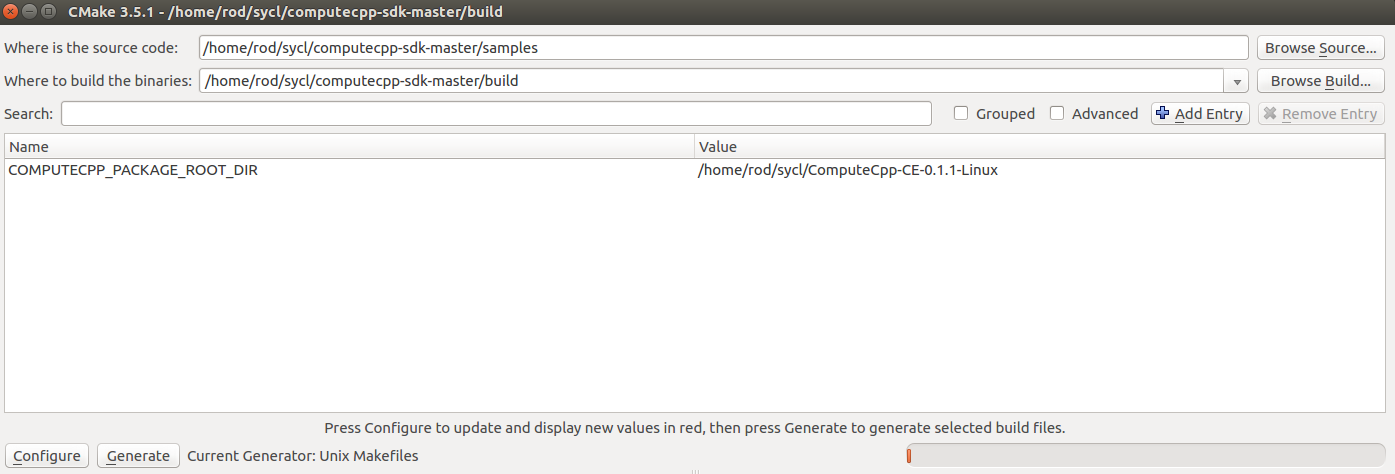 CMake 3.5.1 - /home/rod/sycl/computecpp-sdk-master/build
Where is the source code: /home/rod/sycl/computecpp-sdk-master/samples Browse Source...
Where to build the binaries: /home/rod/sycl/computecpp-sdk-master/build Browse Build...
Search: Grouped Advanced Add Entry Remove Entry
Name Value
COMPUTECPP_PACKAGE_ROOT_DIR /home/rod/sycl/ComputeCpp-CE-0.1.1-Linux
Press Configure to update and display new values in red, then press Generate to generate selected build files.
Configure Generate Current Generator: Unix Makefiles